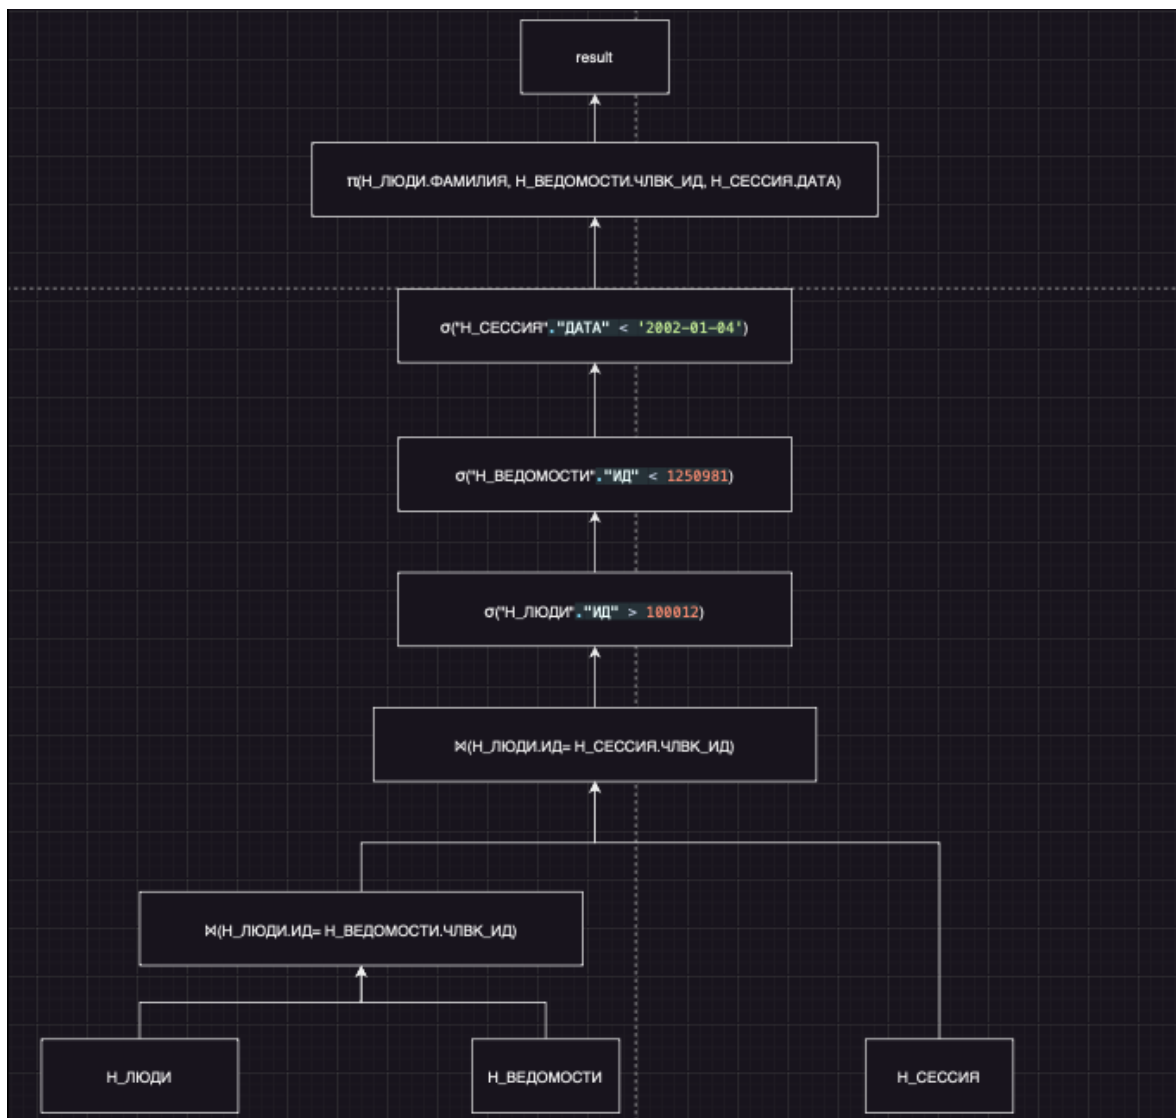 result
π(Н_ЛЮДИ.ФАМИЛИЯ, Н_ВЕДОМОСТИ.ЧЛВК_ИД, Н_СЕССИЯ.ДАТА)
σ("Н_СЕССИЯ"."ДАТА" < '2002-01-04')
σ("Н_ВЕДОМОСТИ"."ИД" < 1250981)
σ("Н_ЛЮДИ"."ИД" > 100012)
⋈(Н_ЛЮДИ.ИД= Н_СЕССИЯ.ЧЛВК_ИД)
⋈(Н_ЛЮДИ.ИД= Н_ВЕДОМОСТИ.ЧЛВК_ИД)
Н_ЛЮДИ
Н_ВЕДОМОСТИ
Н_СЕССИЯ